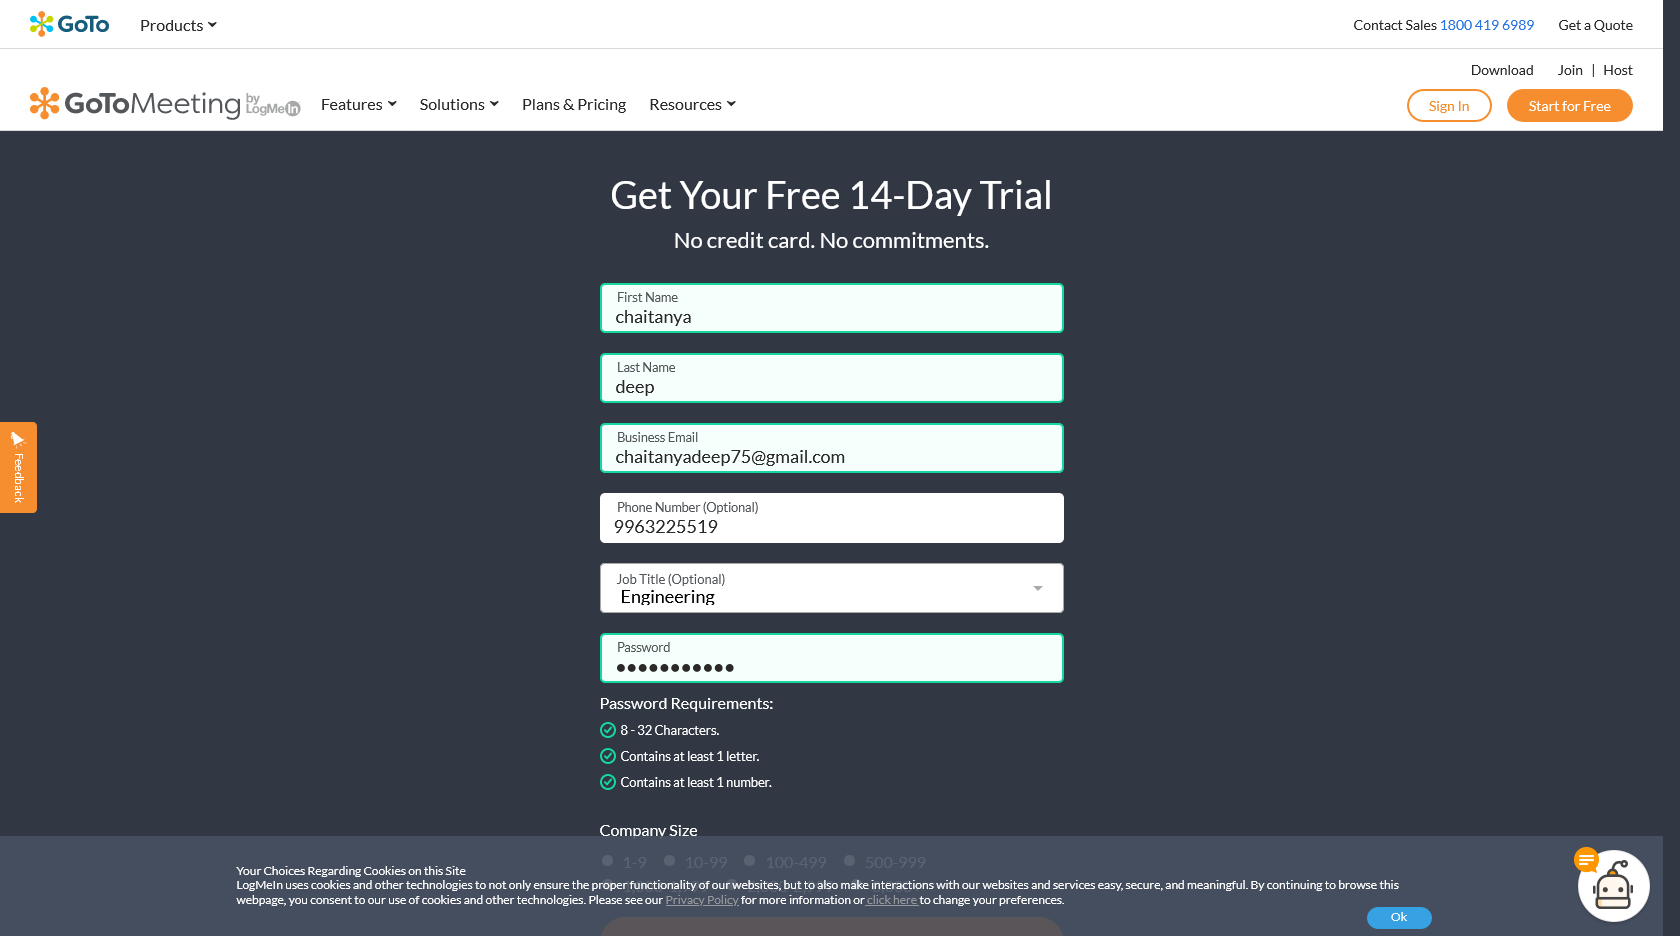 GoTo
Products
Contact Sales 1800 419 6989
Get a Quote
Download
Join | Host
GoToMeeting by LogMeIn
Features
Solutions
Plans & Pricing
Resources
Sign In
Start for Free
Get Your Free 14-Day Trial
No credit card. No commitments.
First Name
chaitanya
Last Name
deep
Business Email
chaitanyadeep75@gmail.com
Feedback
Phone Number (Optional)
9963225519
Job Title (Optional)
Engineering
Password
Password Requirements:
8 - 32 Characters.
Contains at least 1 letter.
Contains at least 1 number.
Company Size
1-9
10-99
100-499
500-999
Your Choices Regarding Cookies on this Site
LogMeIn uses cookies and other technologies to not only ensure the proper functionality of our websites, but to also make interactions with our websites and services easy, secure, and meaningful. By continuing to browse this
webpage, you consent to our use of cookies and other technologies. Please see our Privacy Policy for more information or click here to change your preferences.
Ok